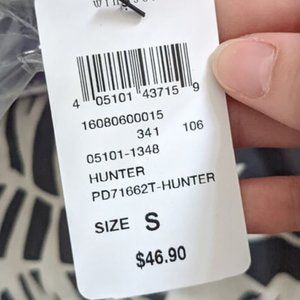 4 05101 43715 9
16080600015
341 106
05101-1348
HUNTER
PD71662T-HUNTER
SIZE S
$46.90